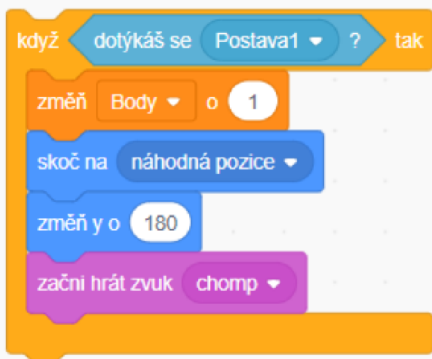 když dotýkáš se Postava1 ? tak
změň Body o 1
skoč na náhodná pozice
změň y o 180
začni hrát zvuk chomp